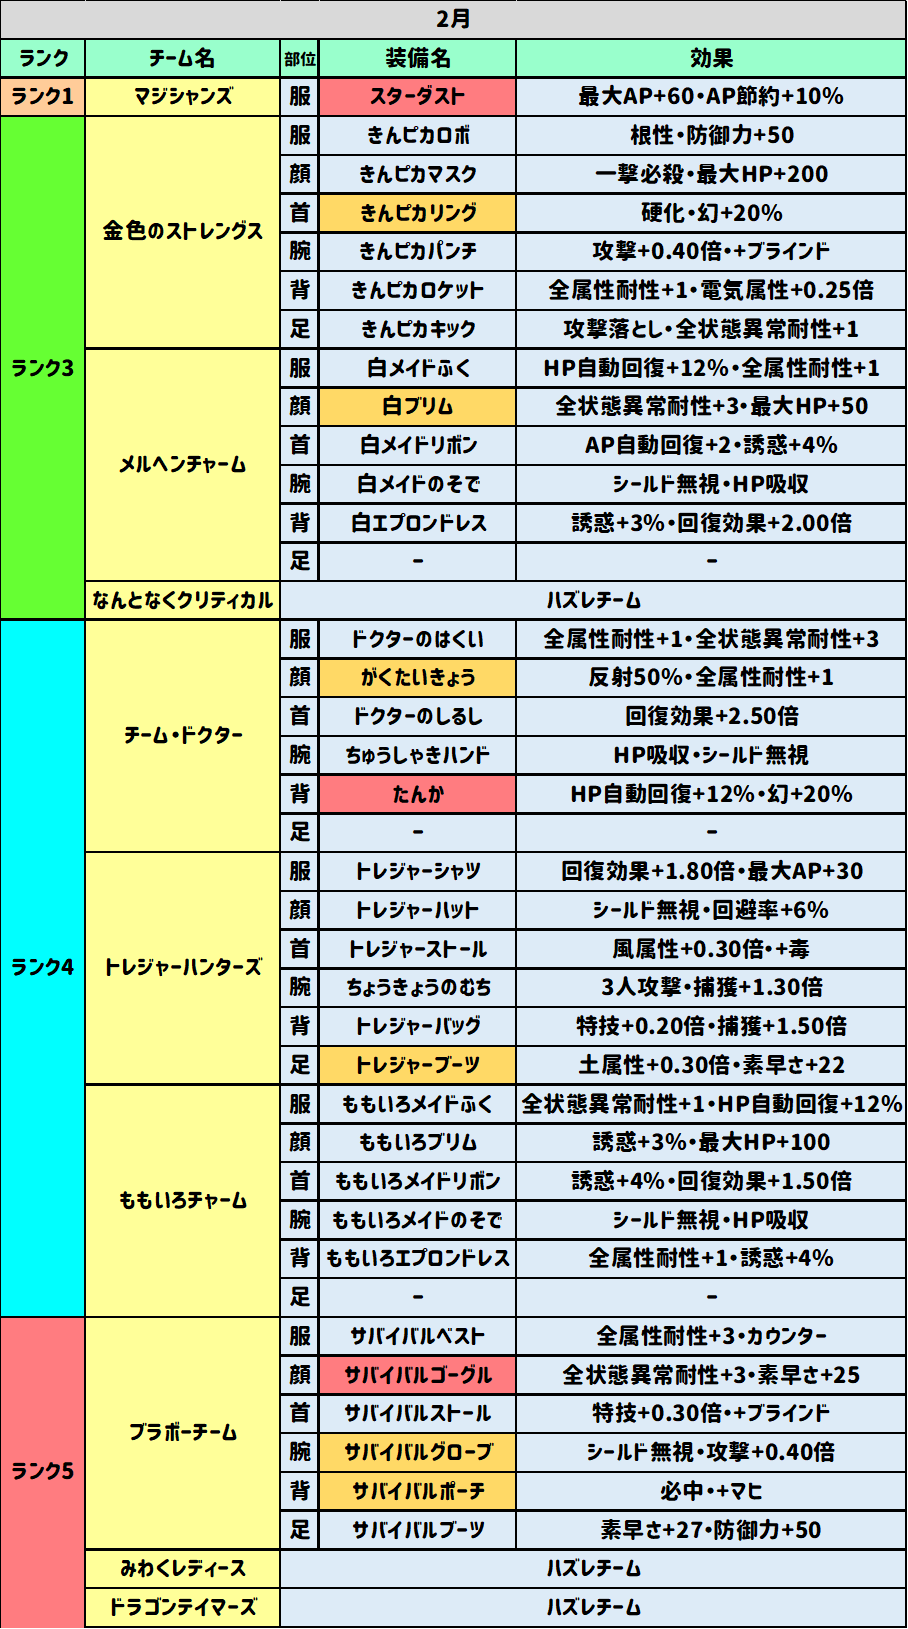 2月
ランク チーム名 部位 装備名 効果
ランク1 マジシャンズ 服 スターダスト 最大AP+60・AP節約+10%
服 きんピカロボ 根性・防御力+50
顔 きんピカマスク 一撃必殺・最大HP+200
首 きんピカリング 硬化・幻+20%
金色のストレングス
腕 きんピカパンチ 攻撃+0.40倍・+ブラインド
背 きんピカロケット 全属性耐性+1・電気属性+0.25倍
足 きんピカキック 攻撃落とし・全状態異常耐性+1
ランク3 服 白メイドふく HP自動回復+12%・全属性耐性+1
顔 白ブリム 全状態異常耐性+3・最大HP+50
首 白メイドリボン AP自動回復+2・誘惑+4%
メルヘンチャーム
腕 白メイドのそで シールド無視・HP吸収
背 白エプロンドレス 誘惑+3%・回復効果+2.00倍
足 - -
なんとなくクリティカル ハズレチーム
服 ドクターのはくい 全属性耐性+1・全状態異常耐性+3
顔 がくたいきょう 反射50%・全属性耐性+1
首 ドクターのしるし 回復効果+2.50倍
チーム・ドクター
腕 ちゅうしゃきハンド HP吸収・シールド無視
背 たんか HP自動回復+12%・幻+20%
足 - -
服 トレジャーシャツ 回復効果+1.80倍・最大AP+30
顔 トレジャーハット シールド無視・回避率+6%
首 トレジャーストール 風属性+0.30倍・+毒
ランク4 トレジャーハンターズ
腕 ちょうきょうのむち 3人攻撃・捕獲+1.30倍
背 トレジャーバッグ 特技+0.20倍・捕獲+1.50倍
足 トレジャーブーツ 土属性+0.30倍・素早さ+22
服 ももいろメイドふく 全状態異常耐性+1・HP自動回復+12%
顔 ももいろブリム 誘惑+3%・最大HP+100
首 ももいろメイドリボン 誘惑+4%・回復効果+1.50倍
ももいろチャーム
腕 ももいろメイドのそで シールド無視・HP吸収
背 ももいろエプロンドレス 全属性耐性+1・誘惑+4%
足 - -
服 サバイバルベスト 全属性耐性+3・カウンター
顔 サバイバルゴーグル 全状態異常耐性+3・素早さ+25
首 サバイバルストール 特技+0.30倍・+ブラインド
ブラボーチーム
腕 サバイバルグローブ シールド無視・攻撃+0.40倍
ランク5
背 サバイバルポーチ 必中・+マヒ
足 サバイバルブーツ 素早さ+27・防御力+50
みわくレディース ハズレチーム
ドラゴンテイマーズ ハズレチーム